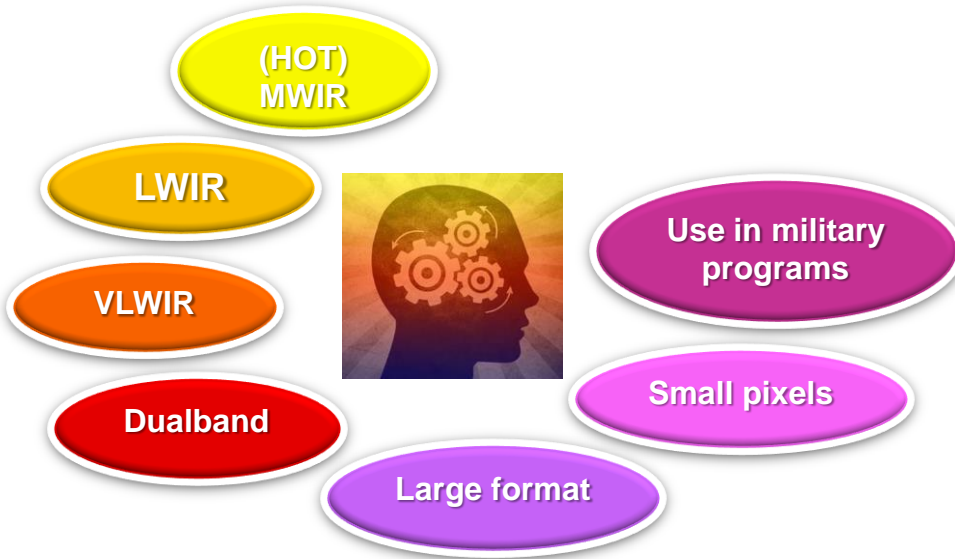 (HOT)
MWIR
LWIR
VLWIR
Dualband
Large format
Small pixels
Use in military
programs